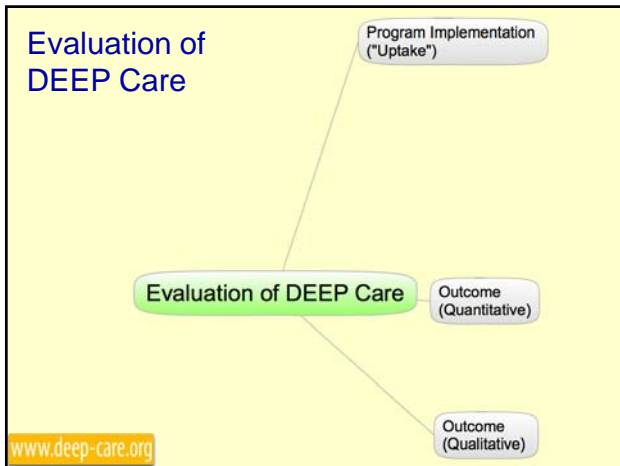 Evaluation of
DEEP Care
Program Implementation
("Uptake")
Evaluation of DEEP Care
Outcome
(Quantitative)
Outcome
(Qualitative)
www.deep-care.org